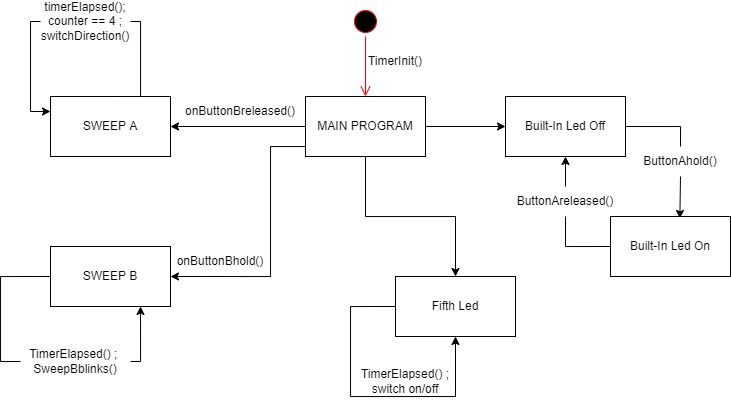 timerElapsed();
counter == 4 ;
switchDirection()
TimerInit()
onButtonBreleased()
SWEEP A
MAIN PROGRAM
Built-In Led Off
ButtonAhold()
ButtonAreleased()
Built-In Led On
onButtonBhold()
SWEEP B
Fifth Led
TimerElapsed() ;
SweepBblinks()
TimerElapsed() ;
switch on/off